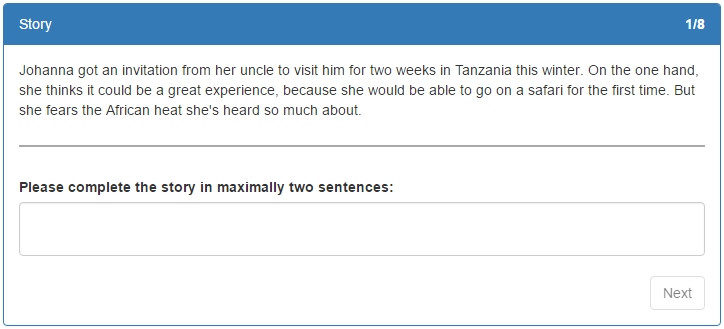 Story 1/8
Johanna got an invitation from her uncle to visit him for two weeks in Tanzania this winter. On the one hand,
she thinks it could be a great experience, because she would be able to go on a safari for the first time. But
she fears the African heat she's heard so much about.
Please complete the story in maximally two sentences:
Next